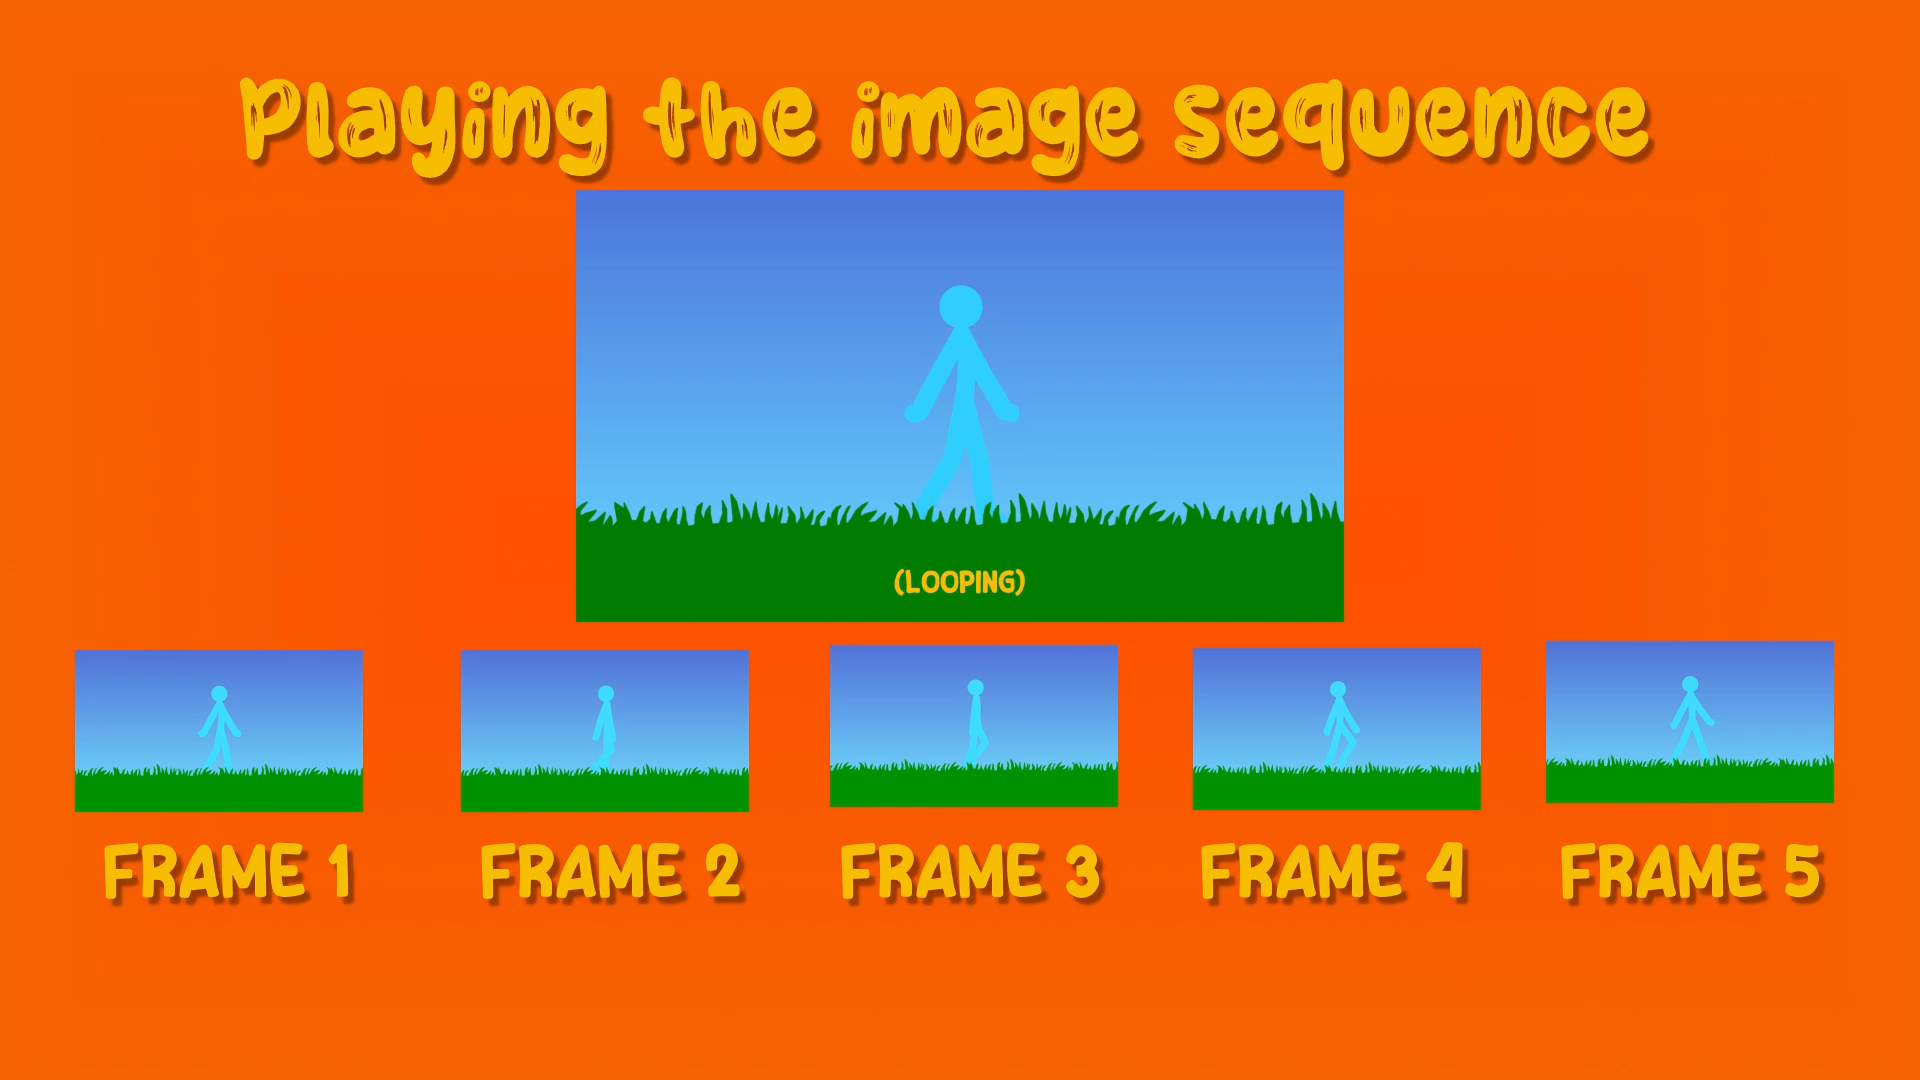 Playing the image sequence
(LOOPING)
FRAME 1
FRAME 2
FRAME 3
FRAME 4
FRAME 5